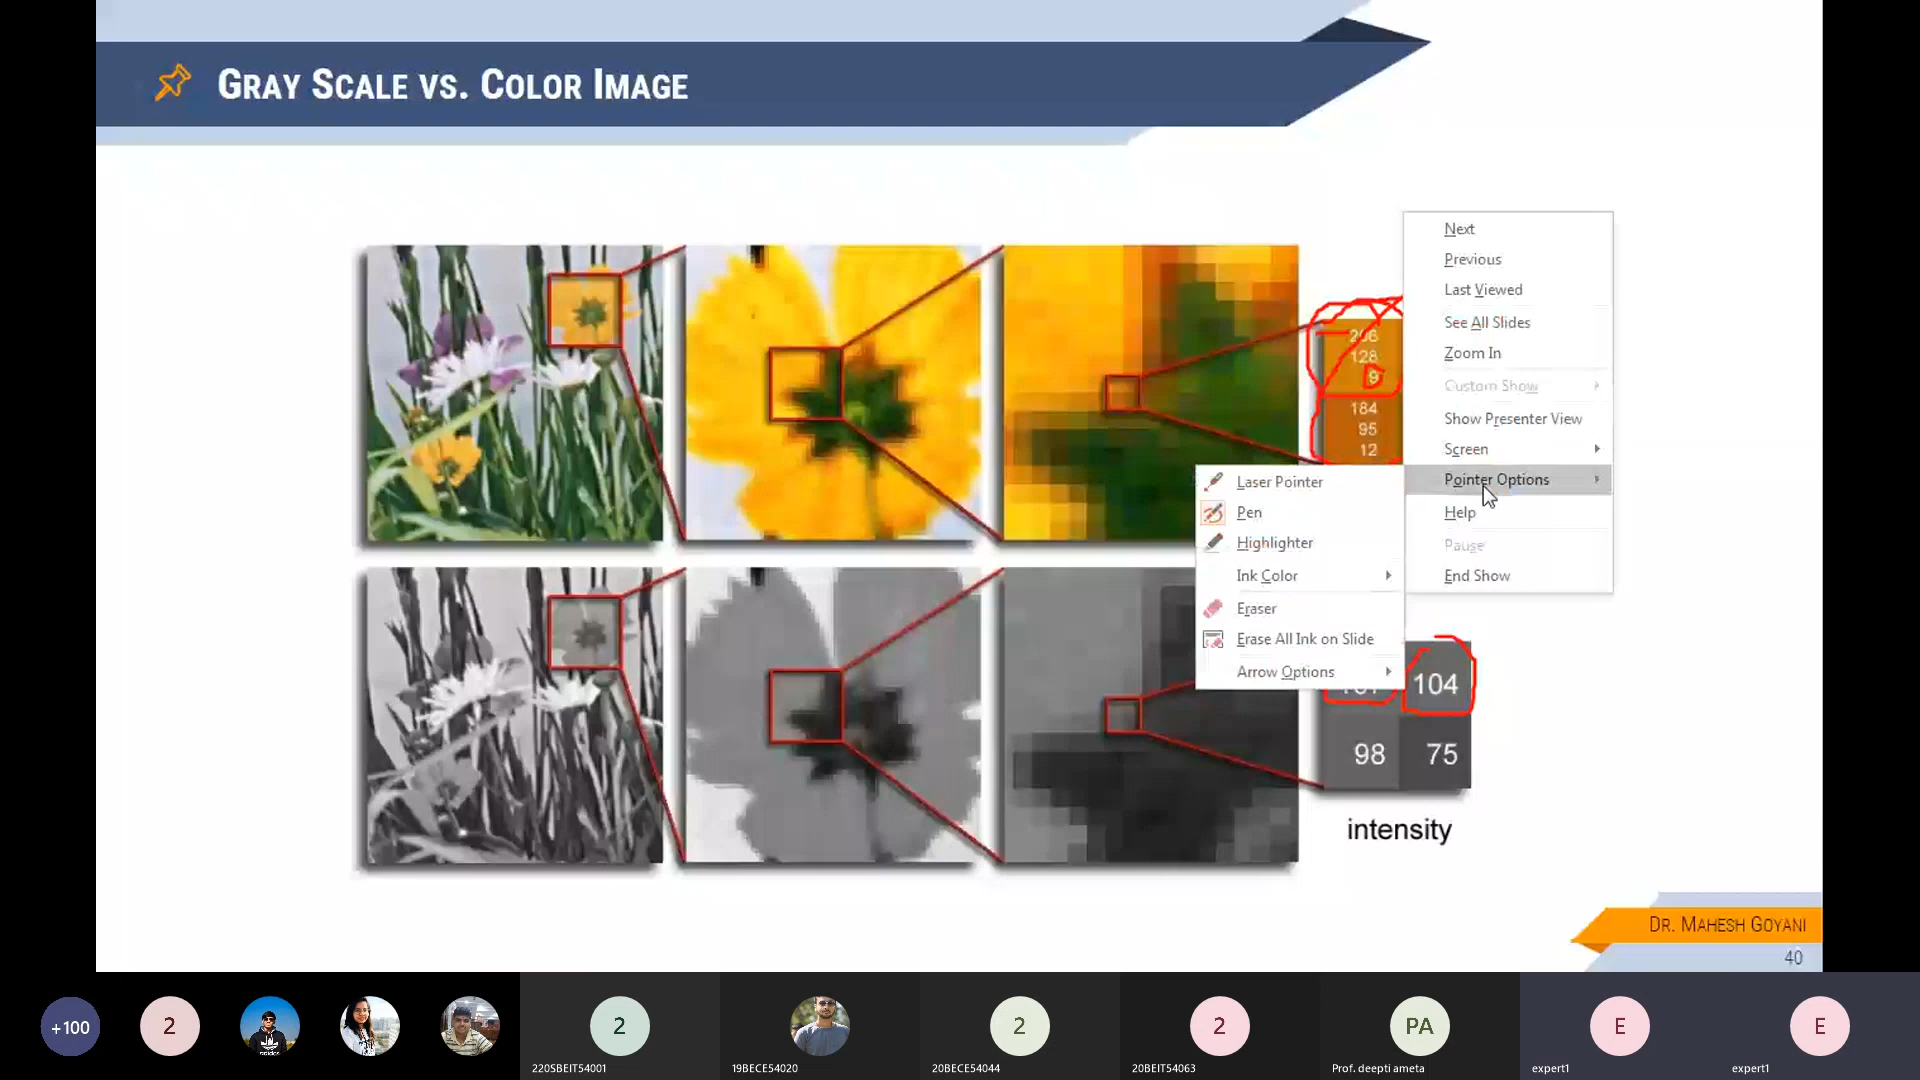 GRAY SCALE VS. COLOR IMAGE
Next
Previous
Last Viewed
See All Slides
Zoom In
Custom Show
Show Presenter View
Screen
Pointer Options
Help
Pause
End Show
206
128
9
184
95
12
Laser Pointer
Pen
Highlighter
Ink Color
Eraser
Erase All Ink on Slide
Arrow Options
104
98 75
intensity
DR. MAHESH GOYANI
40
+100
2
2
2
2
PA
E
E
adidas
220SBEIT54001
19BECE54020
20BECE54044
20BEIT54063
Prof. deepti ameta
expert1
expert1